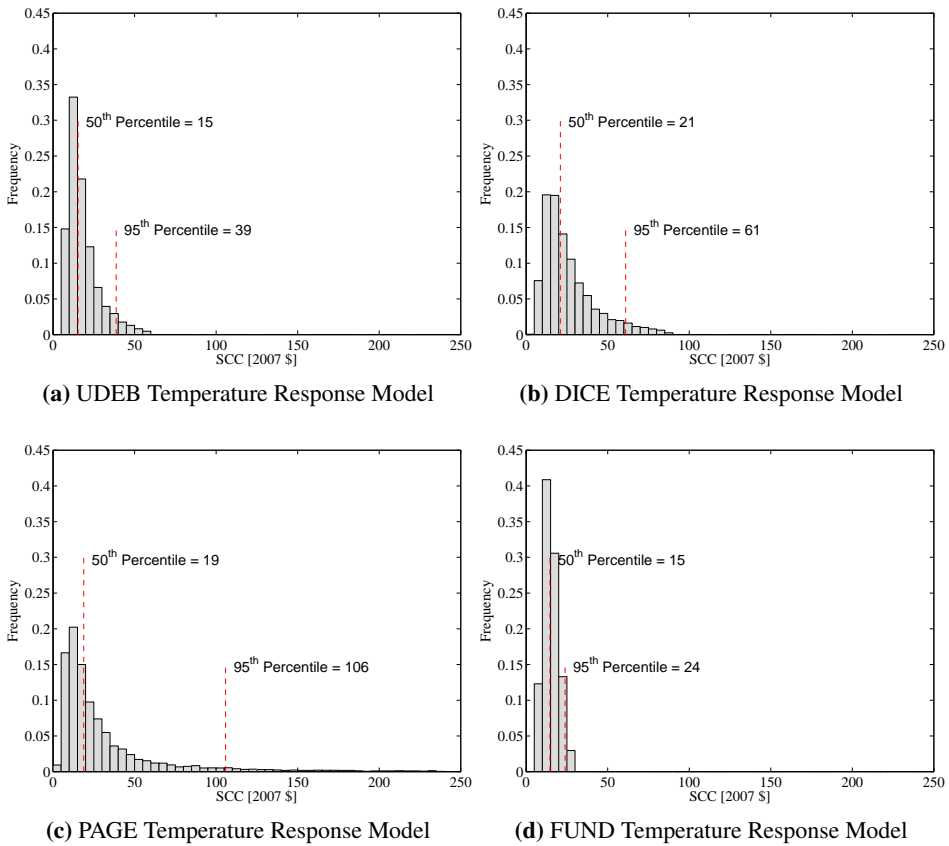 0.45
0.4
0.35
0.3
0.25
0.2
0.15
0.1
0.05
0
Frequency
50th Percentile = 15
95th Percentile = 39
0 50 100 150 200 250
SCC [2007 $]
(a) UDEB Temperature Response Model
0.45
0.4
0.35
0.3
0.25
0.2
0.15
0.1
0.05
0
Frequency
50th Percentile = 21
95th Percentile = 61
0 50 100 150 200 250
SCC [2007 $]
(b) DICE Temperature Response Model
0.45
0.4
0.35
0.3
0.25
0.2
0.15
0.1
0.05
0
Frequency
50th Percentile = 19
95th Percentile = 106
0 50 100 150 200 250
SCC [2007 $]
(c) PAGE Temperature Response Model
0.45
0.4
0.35
0.3
0.25
0.2
0.15
0.1
0.05
0
Frequency
50th Percentile = 15
95th Percentile = 24
0 50 100 150 200 250
SCC [2007 $]
(d) FUND Temperature Response Model